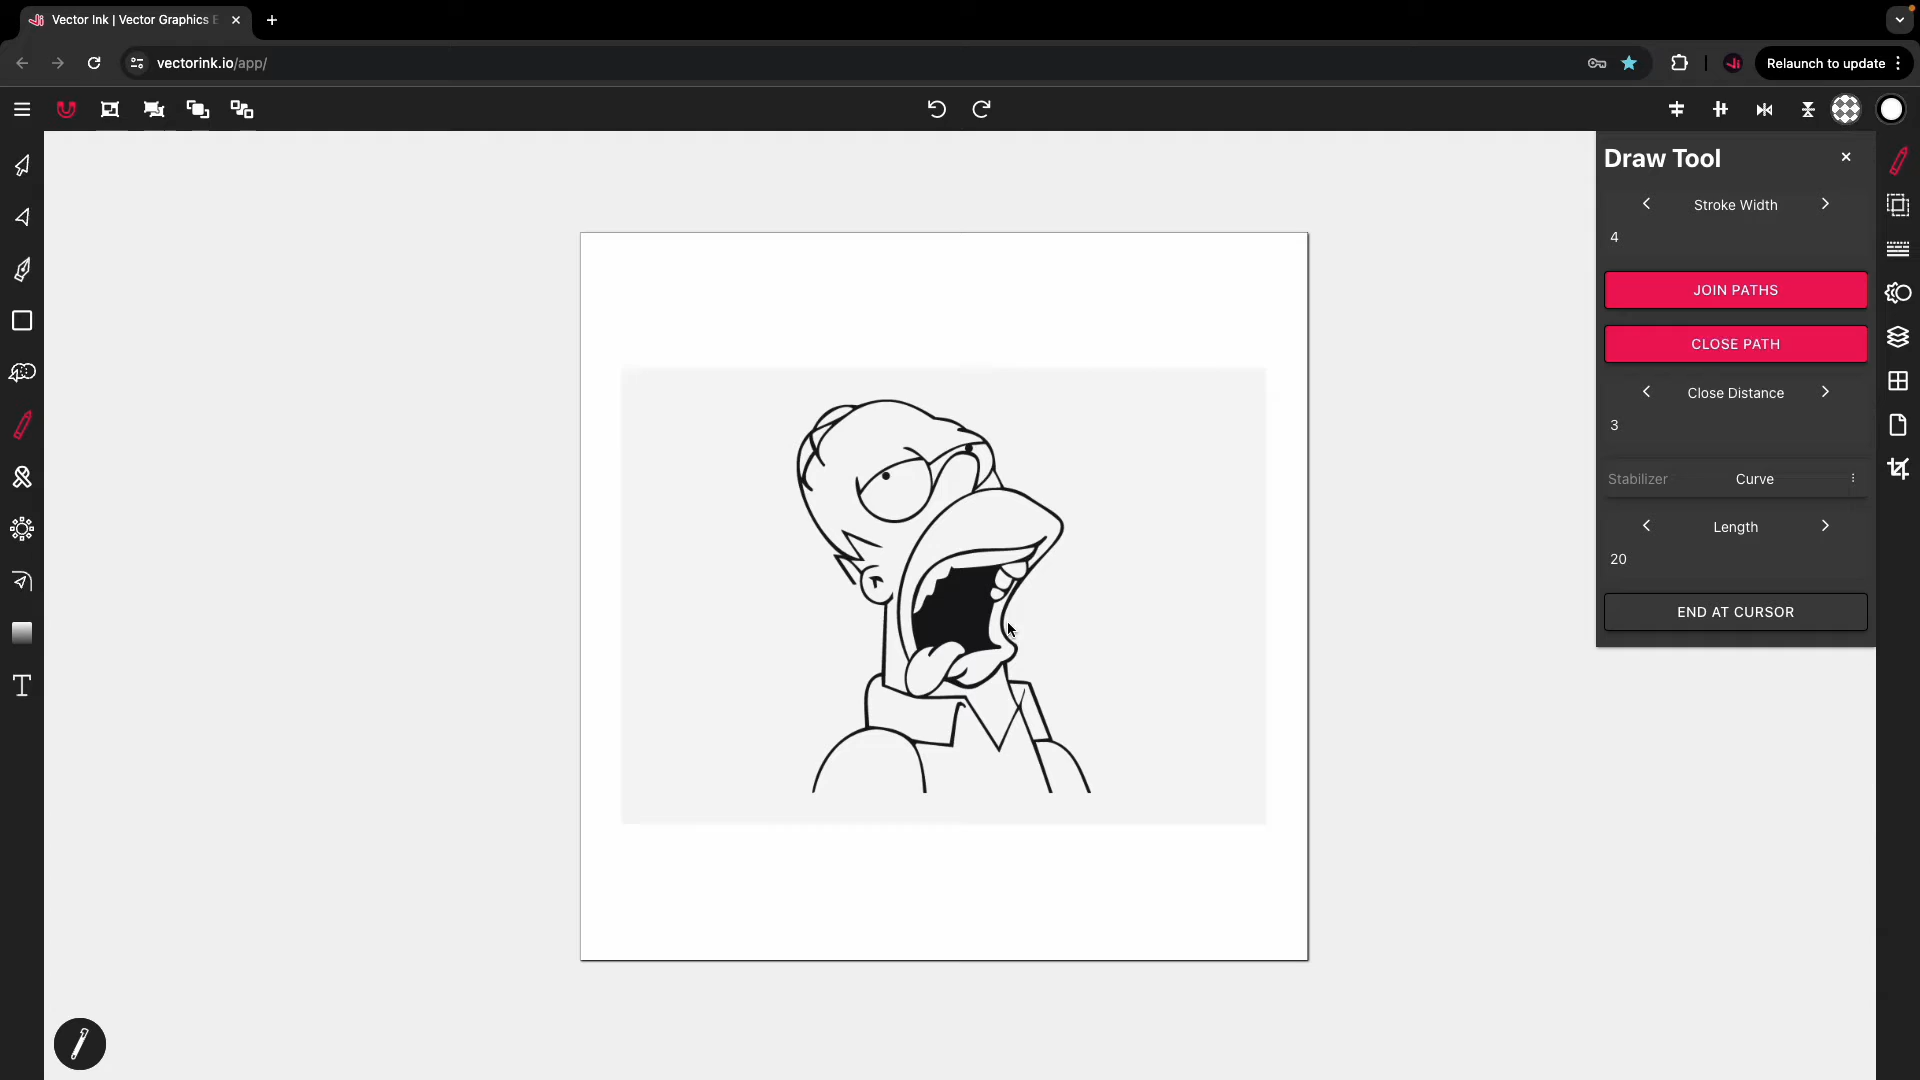 Vector Ink | Vector Graphics E
vectorink.io/app/
Relaunch to update
Draw Tool
Stroke Width
4
JOIN PATHS
CLOSE PATH
Close Distance
3
Stabilizer Curve
Length
20
END AT CURSOR